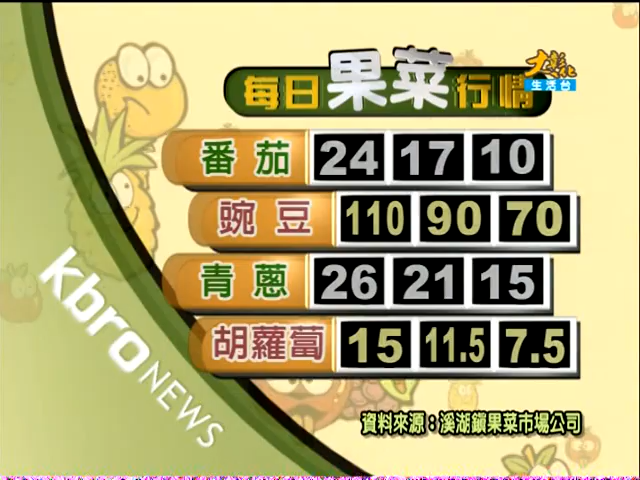 大彰化
生活台
每日果菜行情
番茄 24 17 10
豌豆 110 90 70
青蔥 26 21 15
胡蘿蔔 15 11.5 7.5
kbro NEWS
資料來源：溪湖鎮果菜市場公司